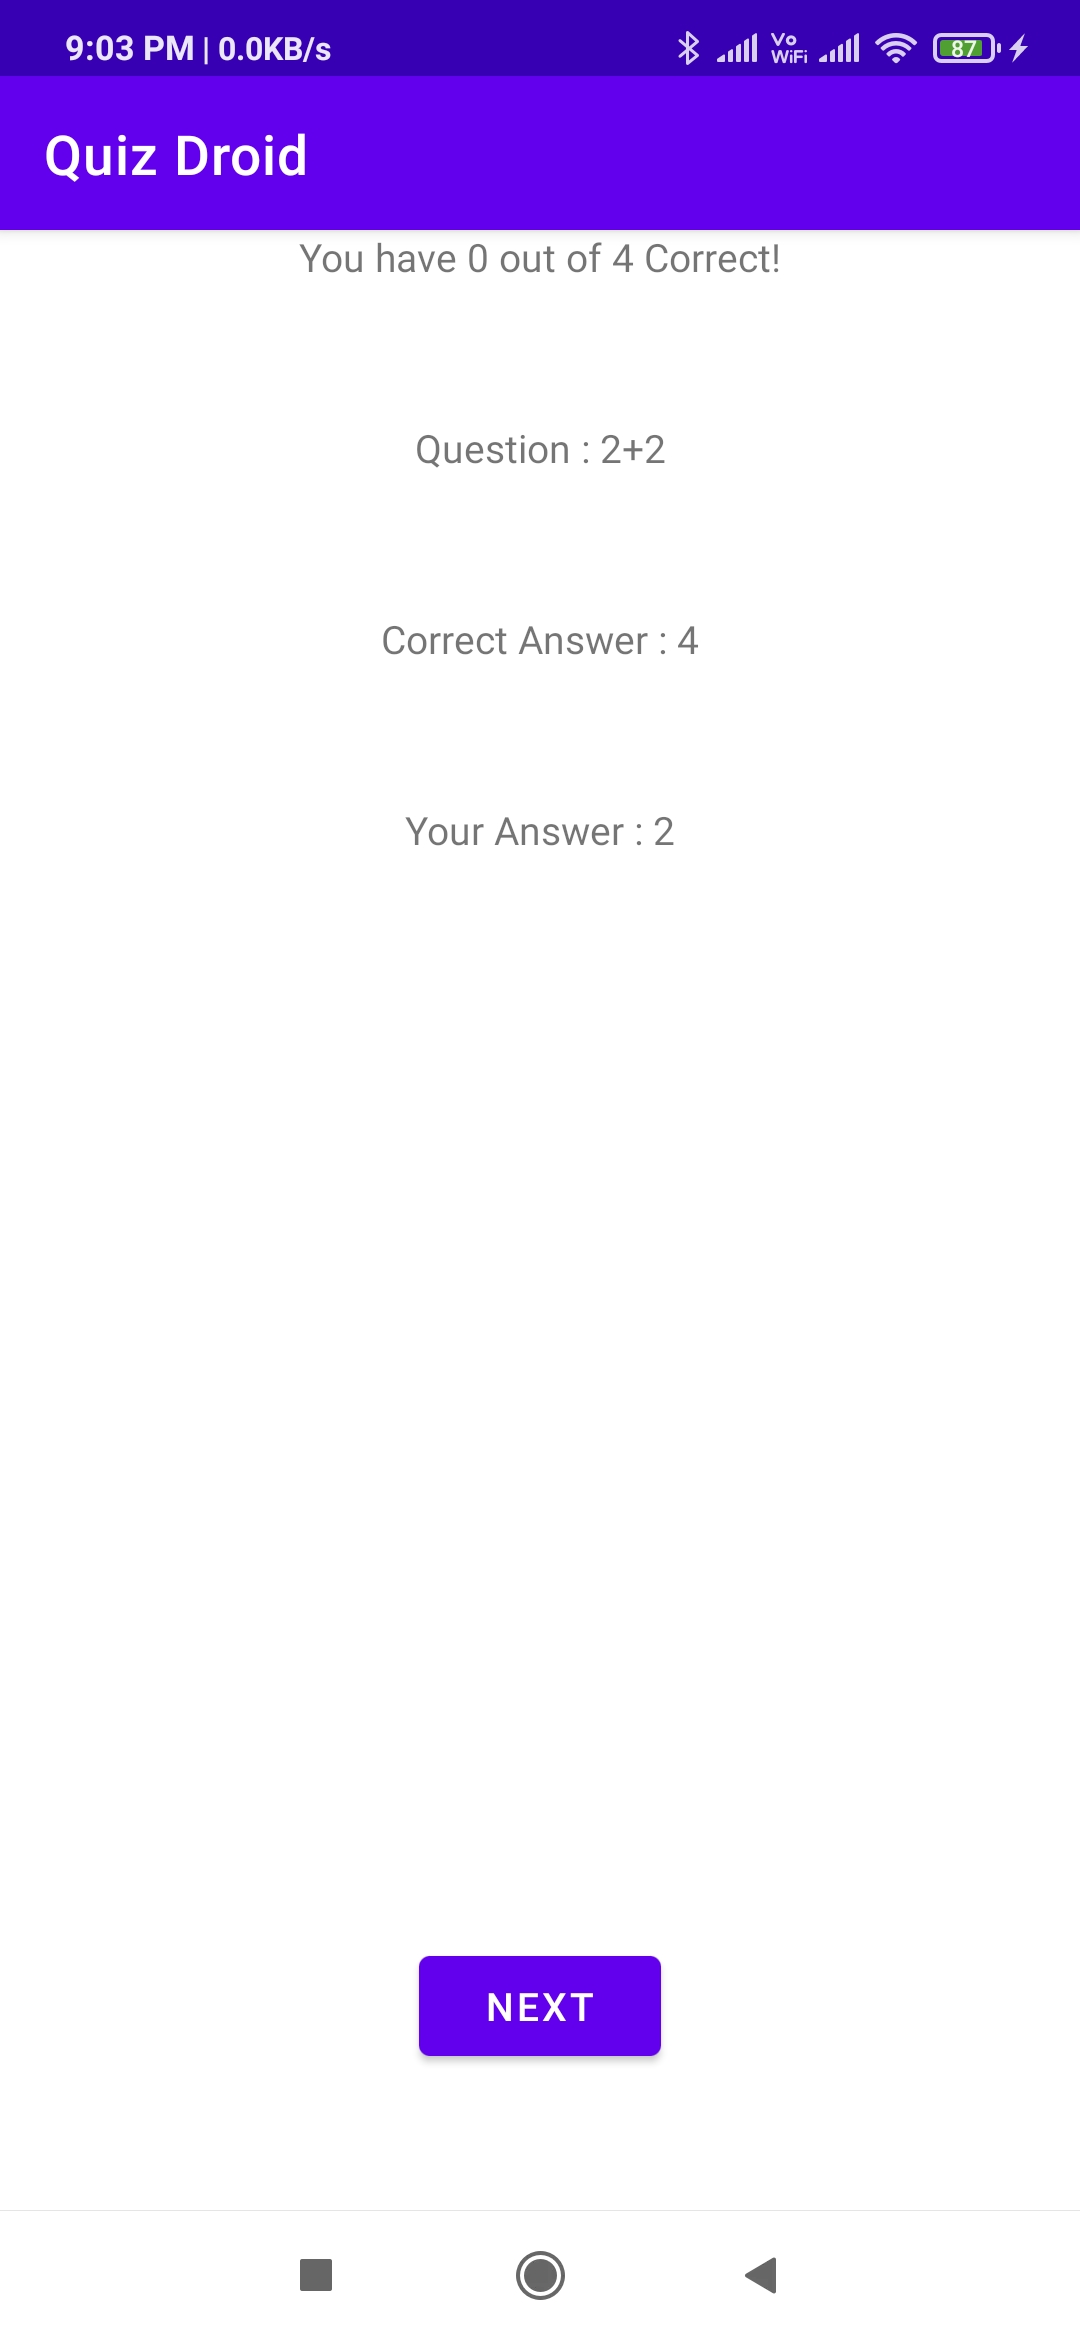 9:03 PM | 0.0KB/s Vo WiFi 87
Quiz Droid
You have 0 out of 4 Correct!
Question : 2+2
Correct Answer : 4
Your Answer : 2
NEXT